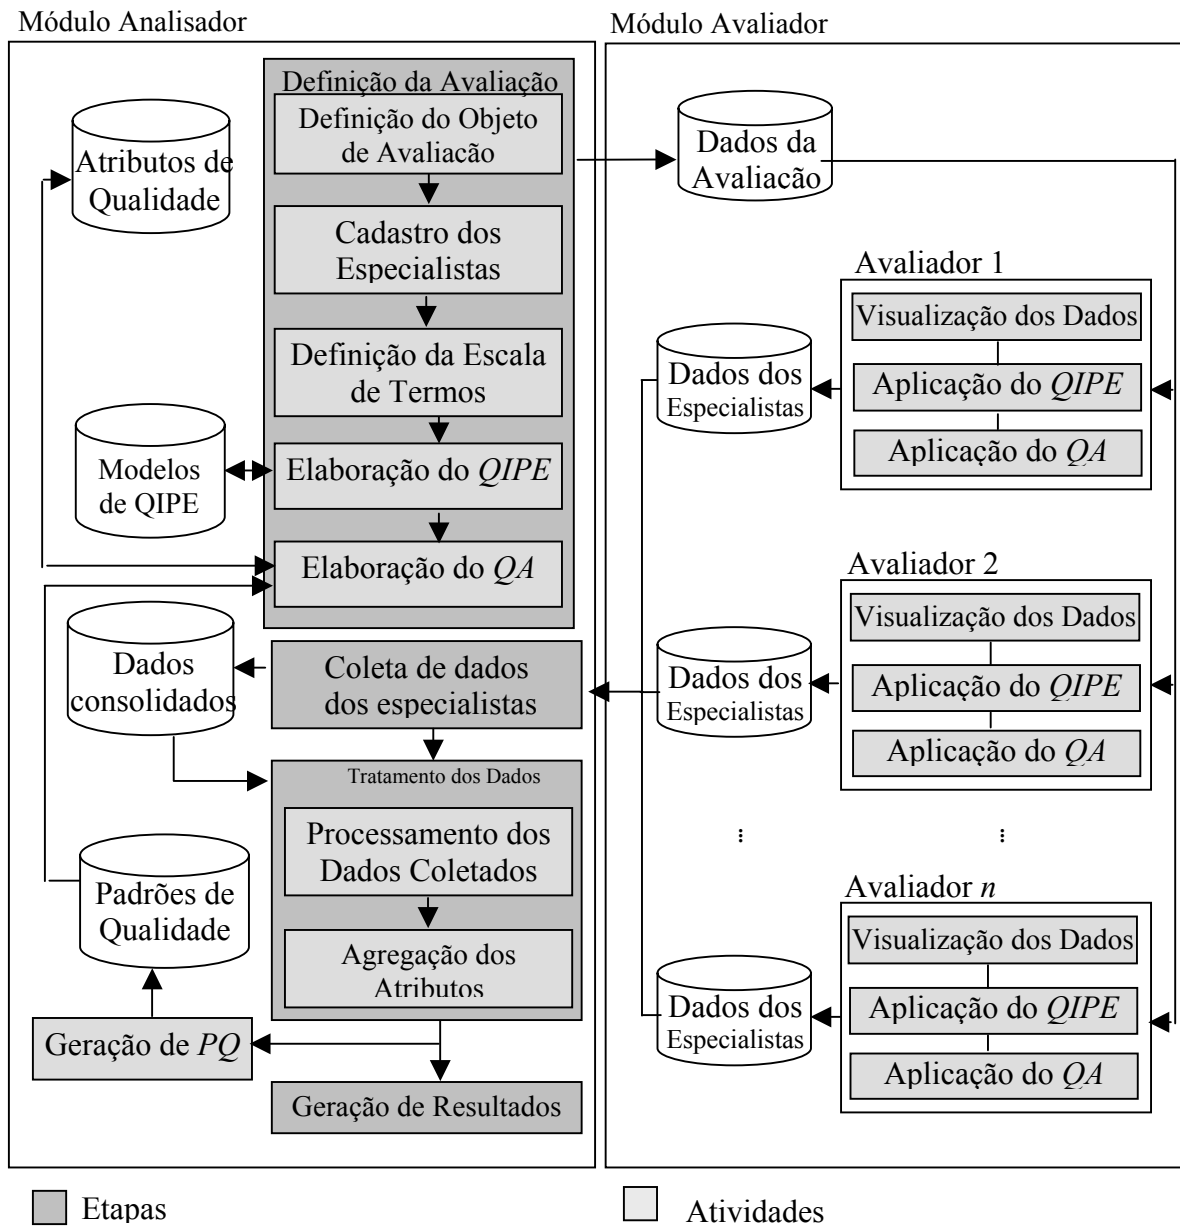 Módulo Analisador
Definição da Avaliação
Definição do Objeto
de Avaliacão
Atributos de
Qualidade
Cadastro dos
Especialistas
Definição da Escala
de Termos
Modelos
de QIPE
Elaboração do QIPE
Elaboração do QA
Dados
consolidados
Coleta de dados
dos especialistas
Tratamento dos Dados
Processamento dos
Dados Coletados
Padrões de
Qualidade
Agregação dos
Atributos
Geração de PQ
Geração de Resultados
Módulo Avaliador
Dados da
Avaliacão
Avaliador 1
Visualização dos Dados
Aplicação do QIPE
Aplicação do QA
Dados dos
Especialistas
Avaliador 2
Visualização dos Dados
Aplicação do QIPE
Aplicação do QA
Dados dos
Especialistas
...
...
Avaliador n
Visualização dos Dados
Aplicação do QIPE
Aplicação do QA
Dados dos
Especialistas
Etapas
Atividades